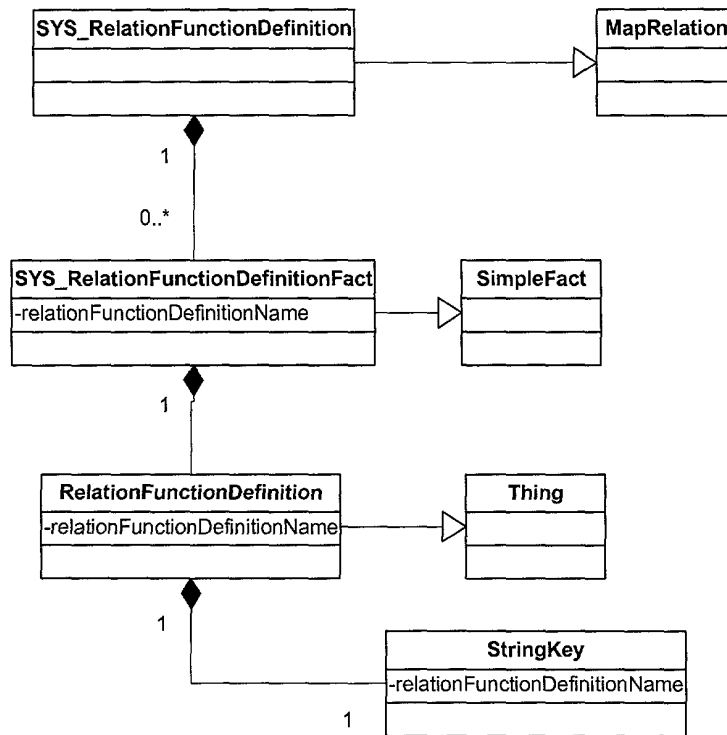 SYS_RelationFunctionDefinition
MapRelation
1
0..*
SYS_RelationFunctionDefinitionFact
-relationFunctionDefinitionName
SimpleFact
1
RelationFunctionDefinition
-relationFunctionDefinitionName
Thing
1
StringKey
-relationFunctionDefinitionName
1